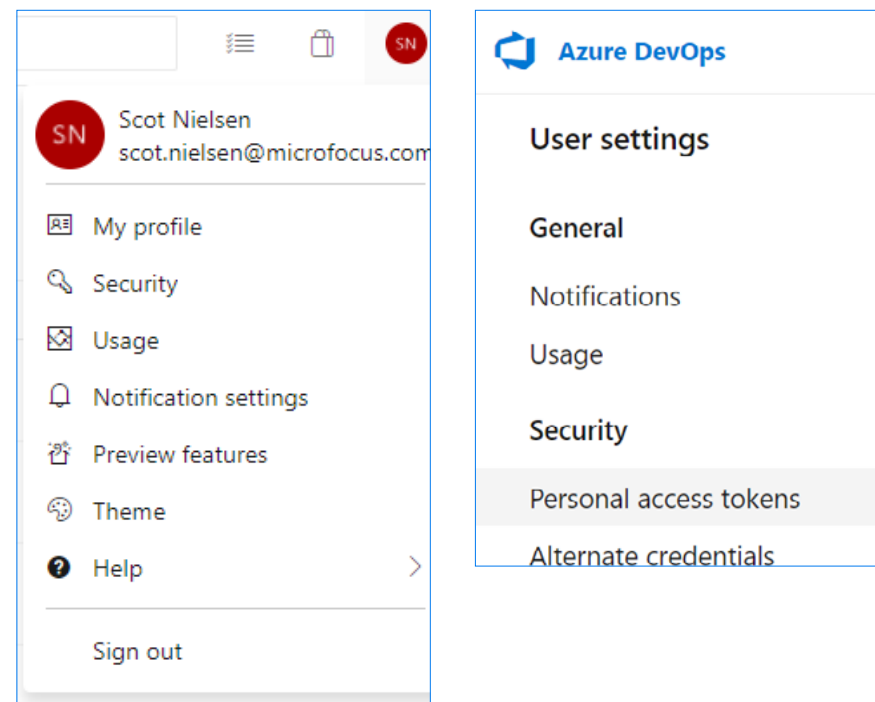 SN
SN
Scot Nielsen
scot.nielsen@microfocus.com
My profile
Security
Usage
Notification settings
Preview features
Theme
Help
Sign out
Azure DevOps
User settings
General
Notifications
Usage
Security
Personal access tokens
Alternate credentials